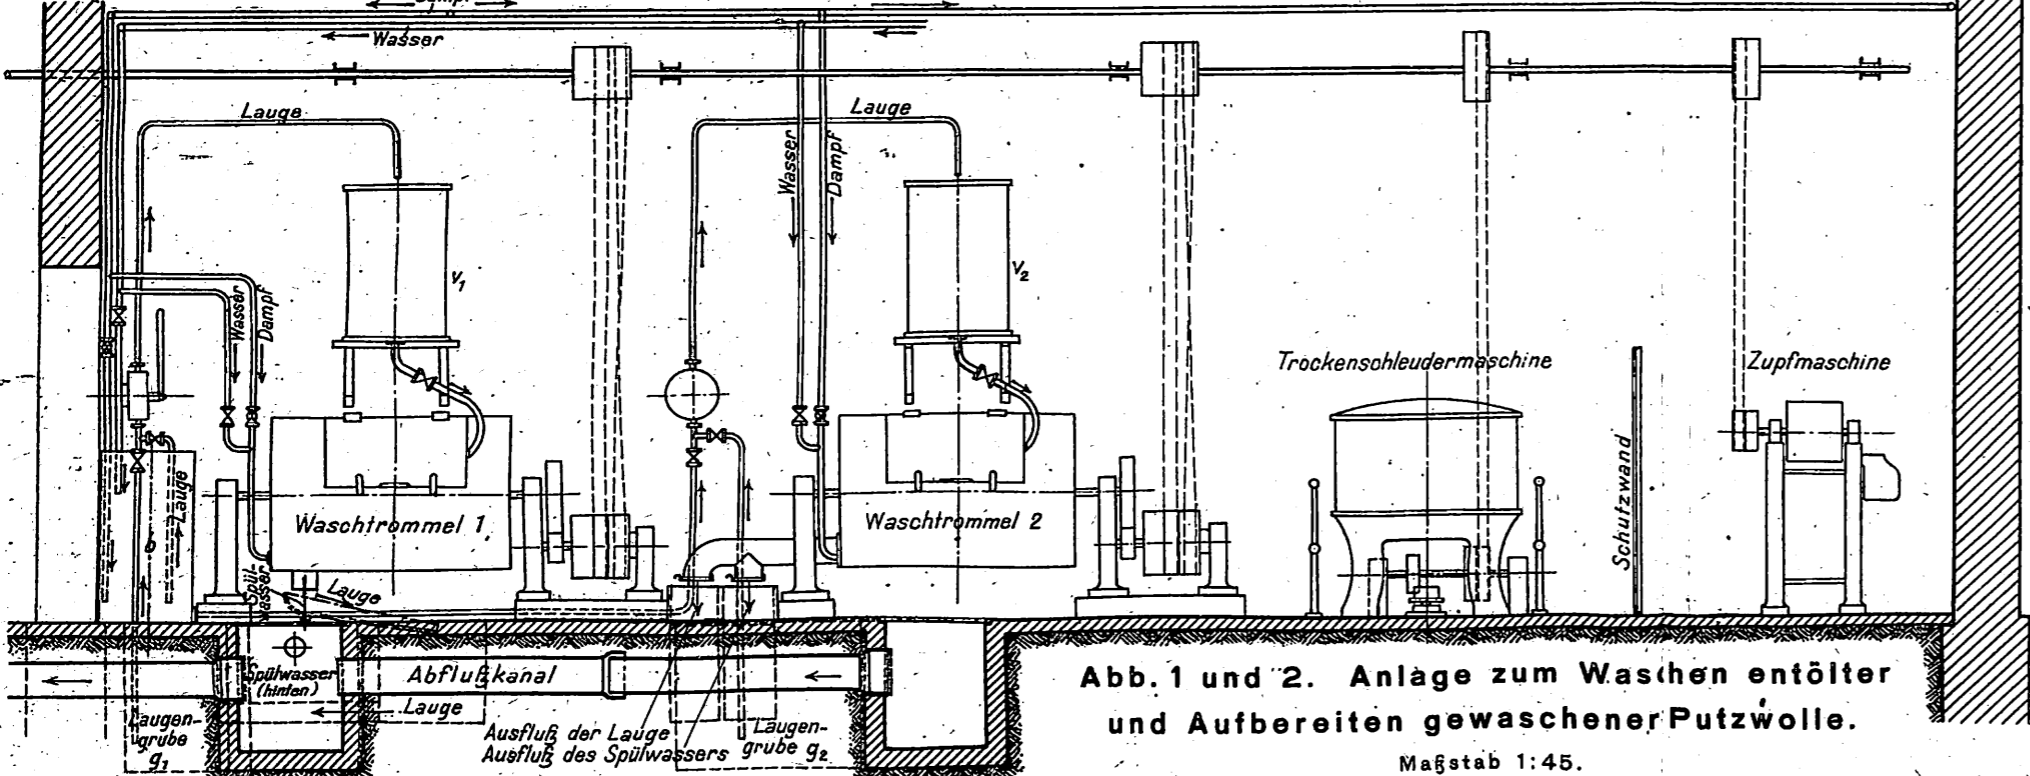 Dampf
Wasser
Lauge
Lauge
Wasser
Dampf
V1
V2
Wasser
Dampf
Trockenschleudermaschine
Zupfmaschine
Schutzwand
Lauge
b
Waschtrommel 1
Waschtrommel 2
Spül-
wasser
Lauge
Spülwasser
(hinten)
Abflußkanal
Lauge
Laugen-
grube
g1
Ausfluß der Lauge
Ausfluß des Spülwassers
Laugen-
grube g2
Abb. 1 und 2. Anlage zum Waschen entölter
und Aufbereiten gewaschener Putzwolle.
Maßstab 1:45.